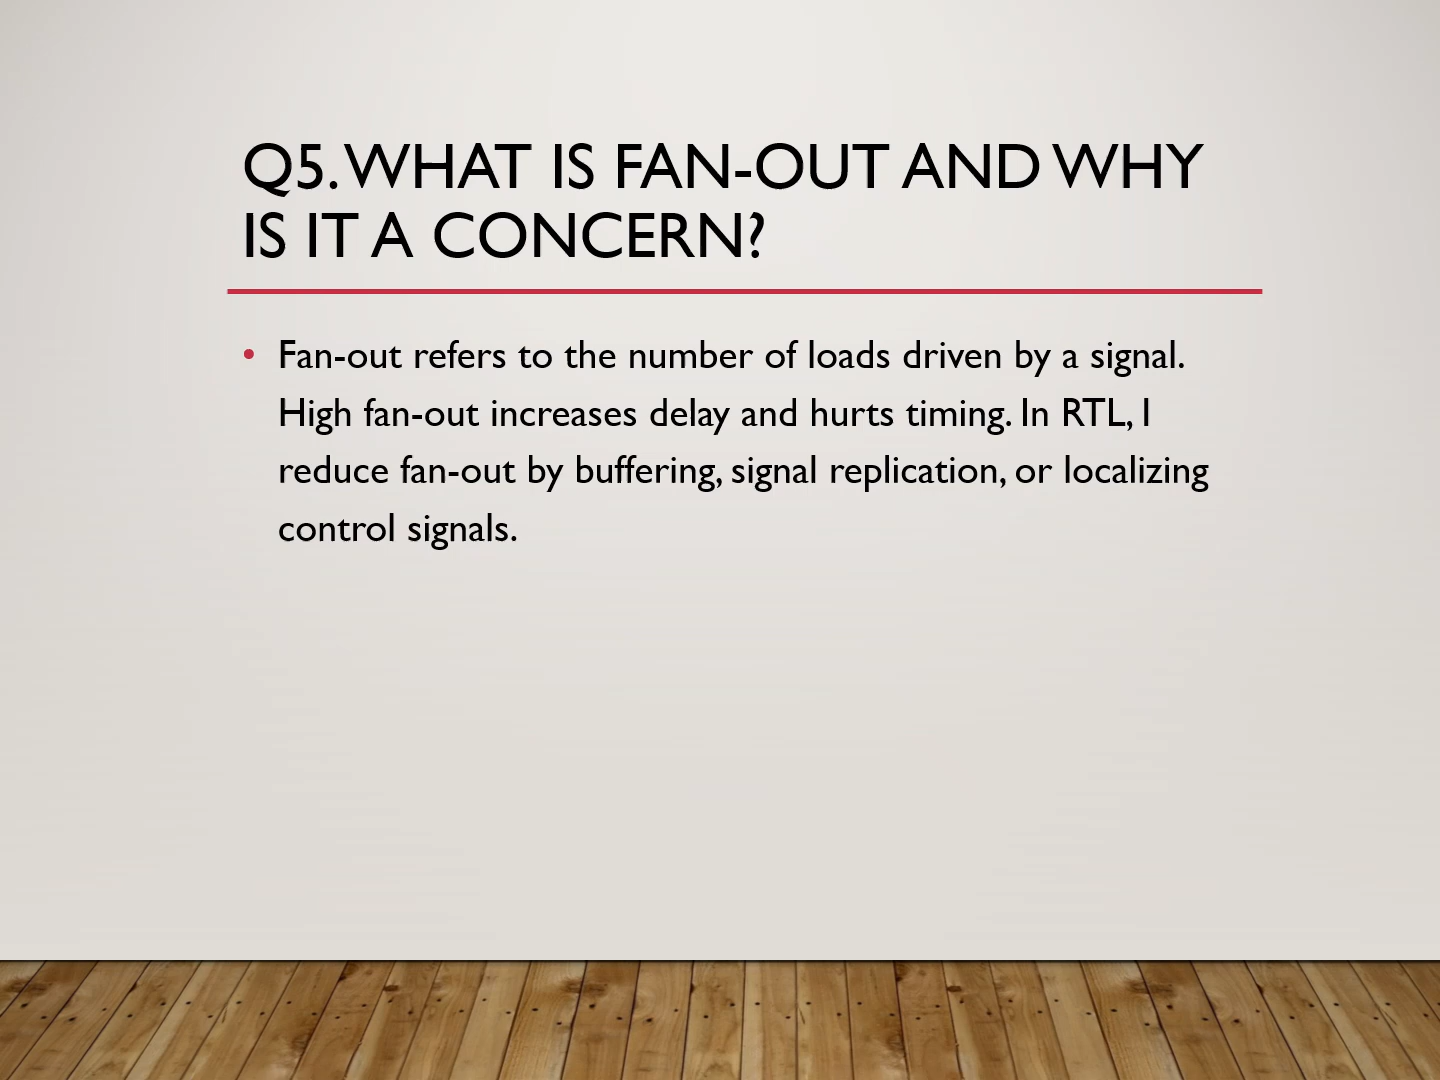 Q5. WHAT IS FAN-OUT AND WHY
IS IT A CONCERN?
• Fan-out refers to the number of loads driven by a signal.
High fan-out increases delay and hurts timing. In RTL, I
reduce fan-out by buffering, signal replication, or localizing
control signals.